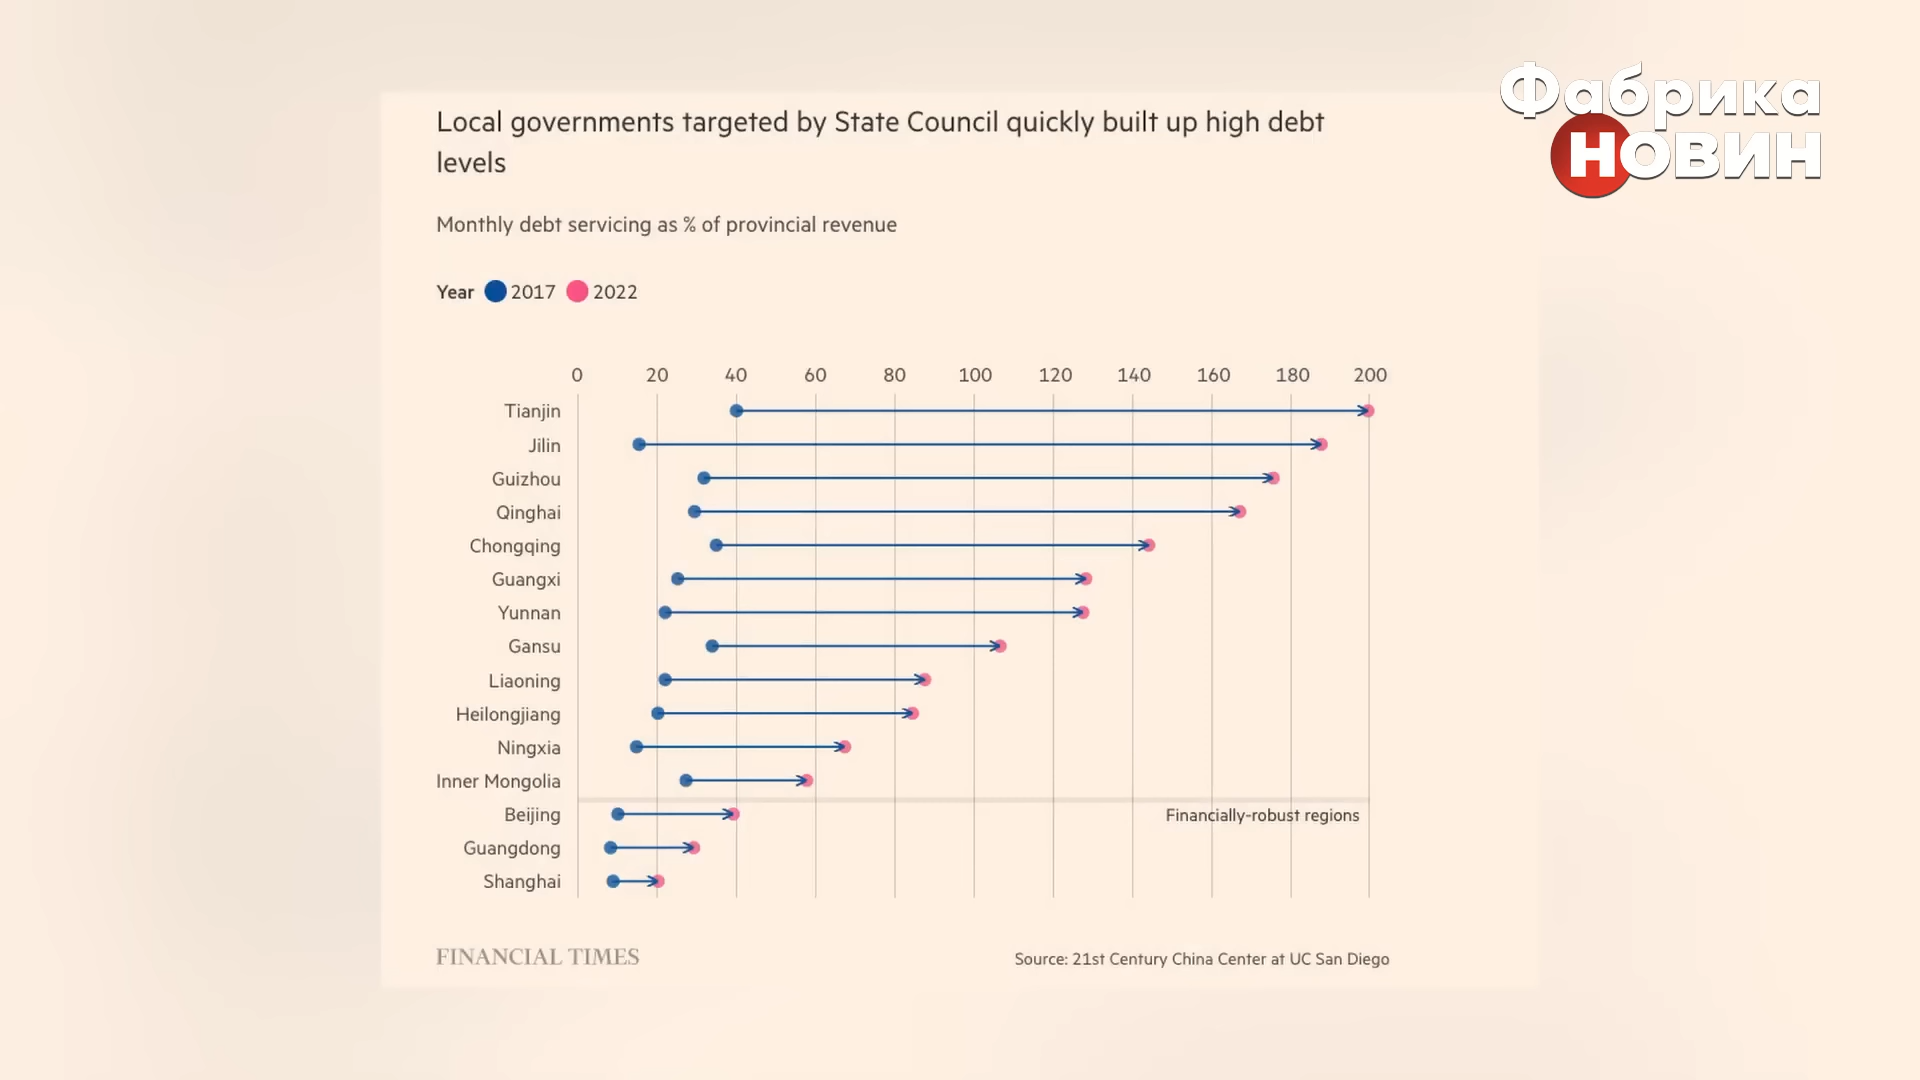 Фабрика
новин
Local governments targeted by State Council quickly built up high debt
levels
Monthly debt servicing as % of provincial revenue
Year 2017 2022
0 20 40 60 80 100 120 140 160 180 200
Tianjin
Jilin
Guizhou
Qinghai
Chongqing
Guangxi
Yunnan
Gansu
Liaoning
Heilongjiang
Ningxia
Inner Mongolia
Beijing Financially-robust regions
Guangdong
Shanghai
FINANCIAL TIMES Source: 21st Century China Center at UC San Diego